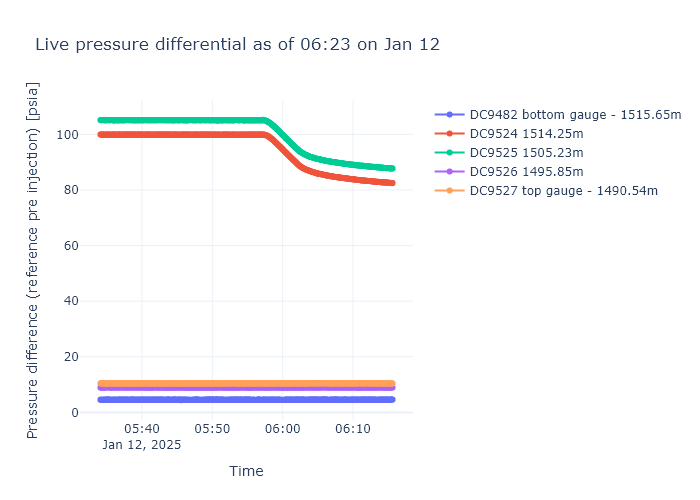 Live pressure differential as of 06:23 on Jan 12
Pressure difference (reference pre injection) [psia]
100
80
60
40
20
0
05:40
Jan 12, 2025
05:50
06:00
06:10
Time
DC9482 bottom gauge - 1515.65m
DC9524 1514.25m
DC9525 1505.23m
DC9526 1495.85m
DC9527 top gauge - 1490.54m